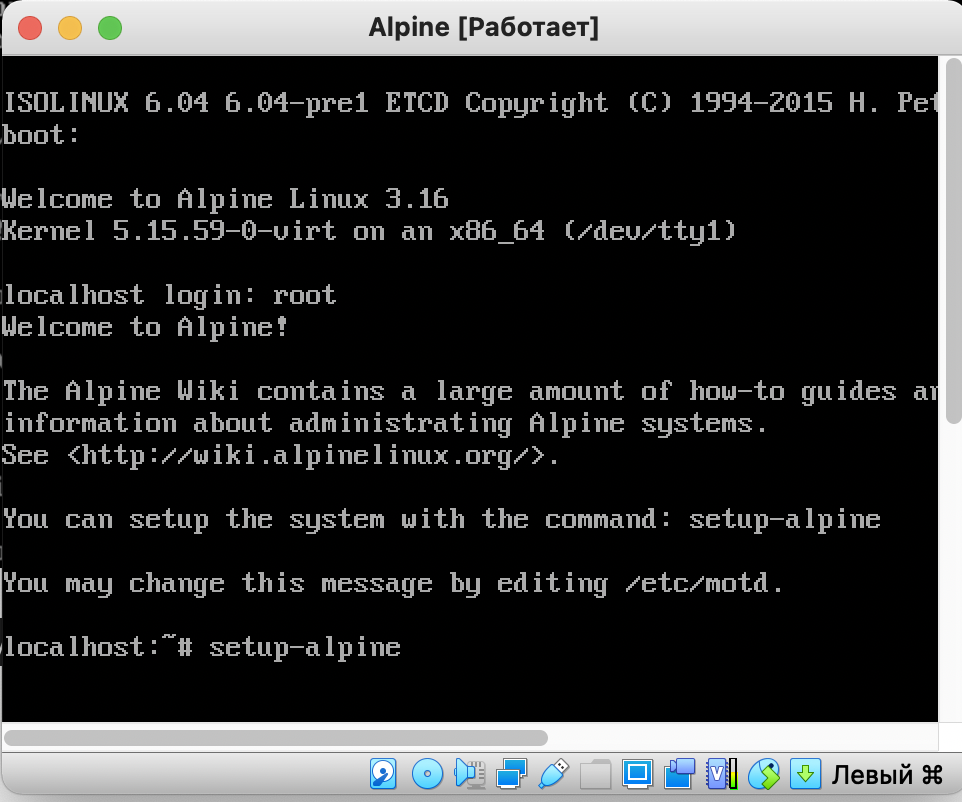 Alpine [Работает]
ISOLINUX 6.04 6.04-pre1 ETCD Copyright (C) 1994-2015 H. Pet
boot:
Welcome to Alpine Linux 3.16
Kernel 5.15.59-0-virt on an x86_64 (/dev/tty1)
localhost login: root
Welcome to Alpine!
The Alpine Wiki contains a large amount of how-to guides an
information about administrating Alpine systems.
See <http://wiki.alpinelinux.org/>.
You can setup the system with the command: setup-alpine
You may change this message by editing /etc/motd.
localhost:~# setup-alpine
Левый ⌘